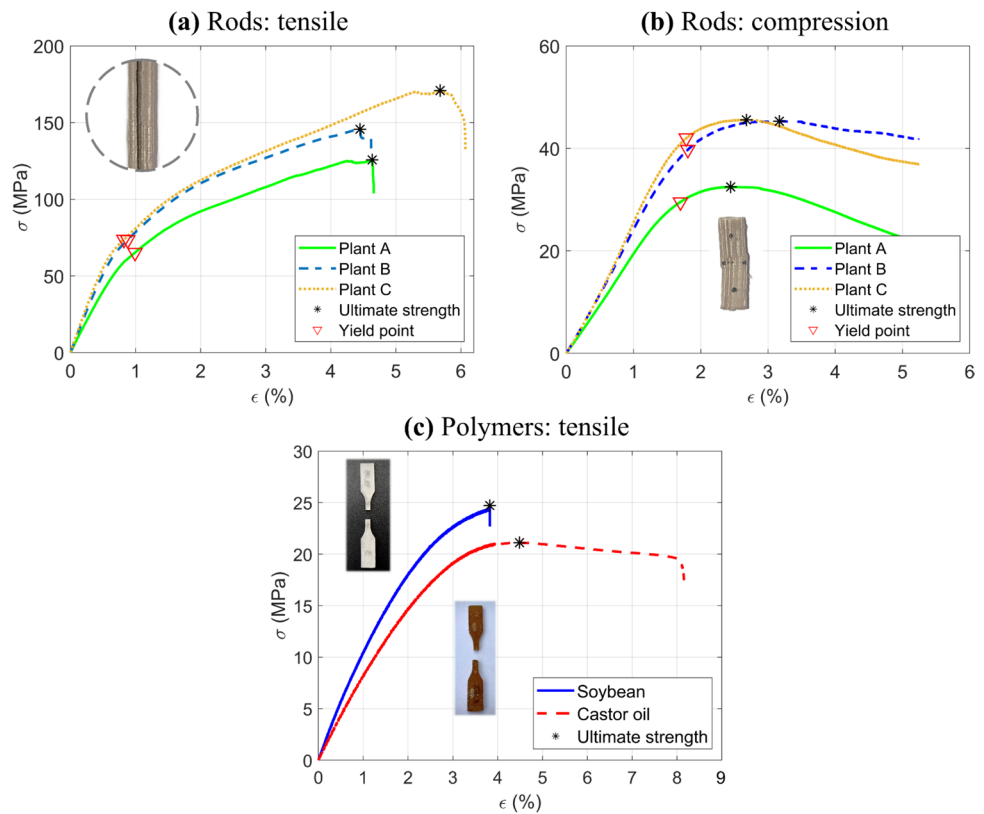 (a) Rods: tensile
200
150
100
50
0
σ (MPa)
0 1 2 3 4 5 6
ϵ (%)
Plant A
Plant B
Plant C
Ultimate strength
Yield point
(b) Rods: compression
60
40
20
0
σ (MPa)
0 1 2 3 4 5 6
ϵ (%)
Plant A
Plant B
Plant C
Ultimate strength
Yield point
(c) Polymers: tensile
30
25
20
15
10
5
0
σ (MPa)
0 1 2 3 4 5 6 7 8 9
ϵ (%)
Soybean
Castor oil
Ultimate strength